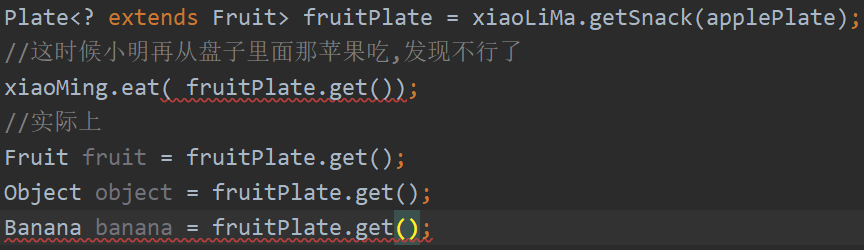 Plate<? extends Fruit> fruitPlate = xiaoLiMa.getSnack(applePlate);
//这时候小明再从盘子里面那苹果吃,发现不行了
xiaoMing.eat( fruitPlate.get());
//实际上
Fruit fruit = fruitPlate.get();
Object object = fruitPlate.get();
Banana banana = fruitPlate.get();